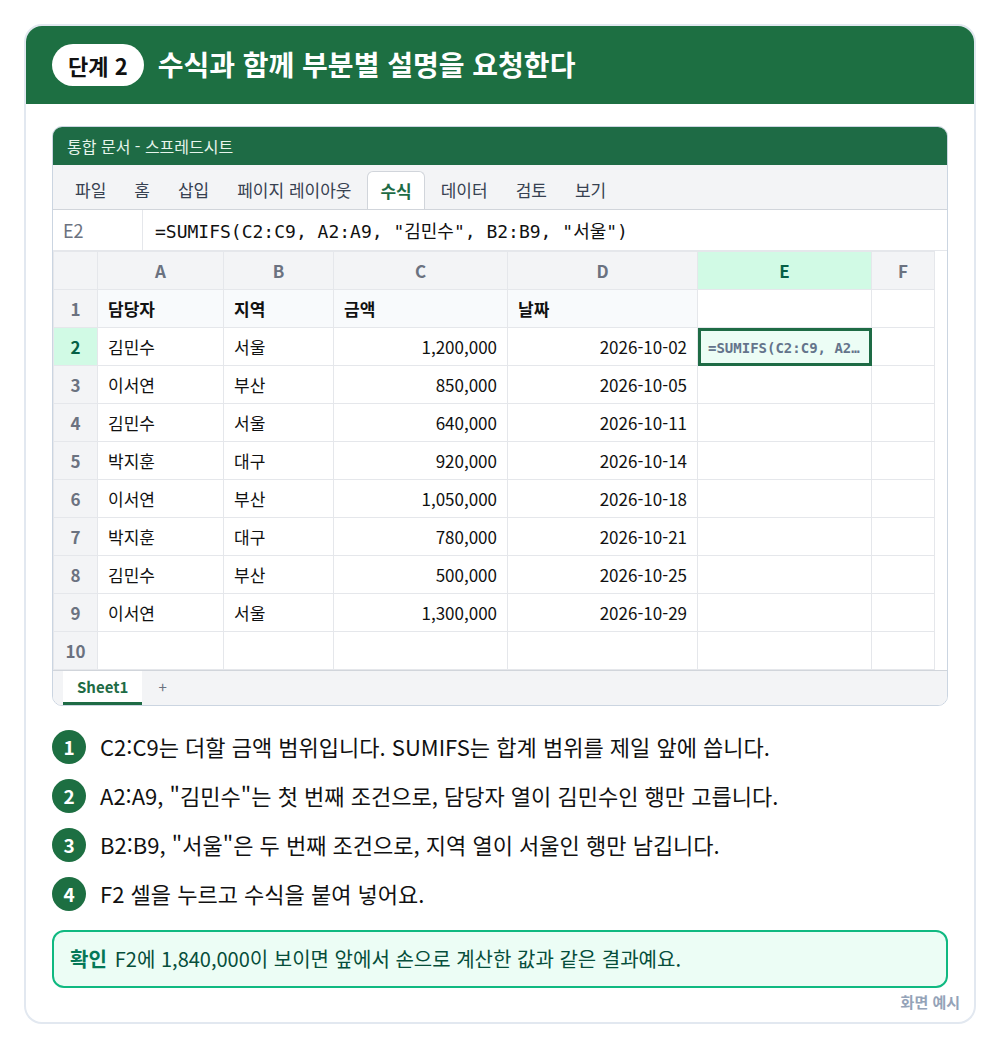 단계 2 수식과 함께 부분별 설명을 요청한다
통합 문서 - 스프레드시트
파일 홈 삽입 페이지 레이아웃 수식 데이터 검토 보기
E2 =SUMIFS(C2:C9, A2:A9, "김민수", B2:B9, "서울")
A B C D E F
1 담당자 지역 금액 날짜
2 김민수 서울 1,200,000 2026-10-02 =SUMIFS(C2:C9, A2…
3 이서연 부산 850,000 2026-10-05
4 김민수 서울 640,000 2026-10-11
5 박지훈 대구 920,000 2026-10-14
6 이서연 부산 1,050,000 2026-10-18
7 박지훈 대구 780,000 2026-10-21
8 김민수 부산 500,000 2026-10-25
9 이서연 서울 1,300,000 2026-10-29
10
Sheet1 +
1 C2:C9는 더할 금액 범위입니다. SUMIFS는 합계 범위를 제일 앞에 씁니다.
2 A2:A9, "김민수"는 첫 번째 조건으로, 담당자 열이 김민수인 행만 고릅니다.
3 B2:B9, "서울"은 두 번째 조건으로, 지역 열이 서울인 행만 남깁니다.
4 F2 셀을 누르고 수식을 붙여 넣어요.
확인 F2에 1,840,000이 보이면 앞에서 손으로 계산한 값과 같은 결과예요.
화면 예시